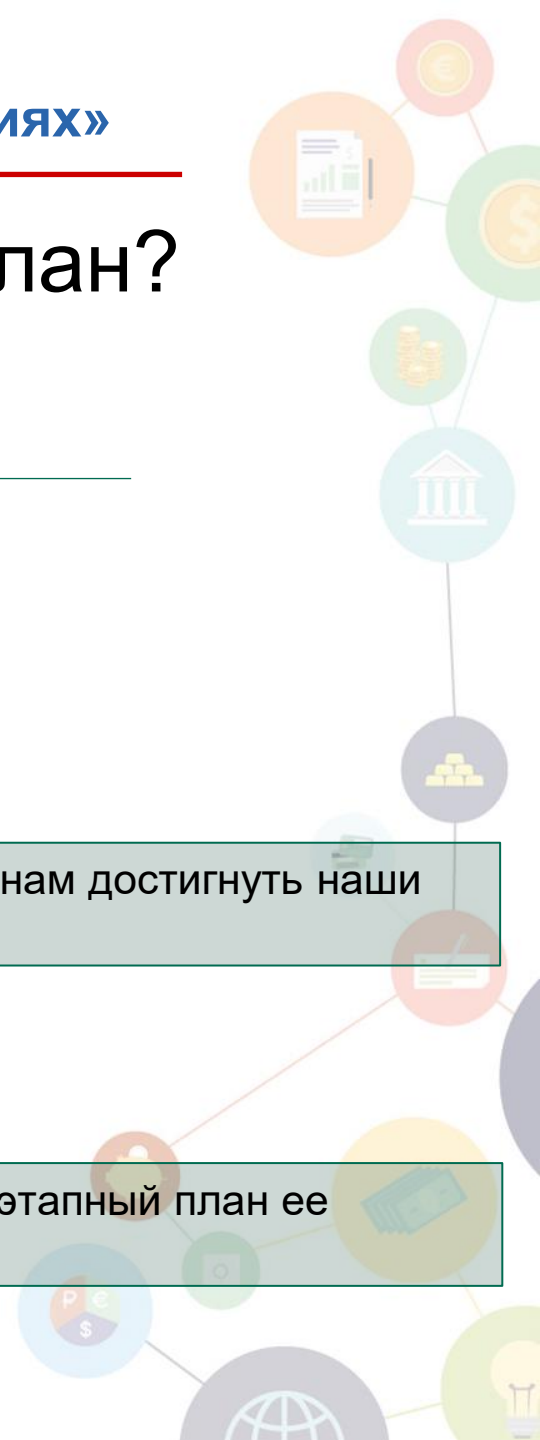 иях»
лан?
нам достигнуть наши
этапный план ее